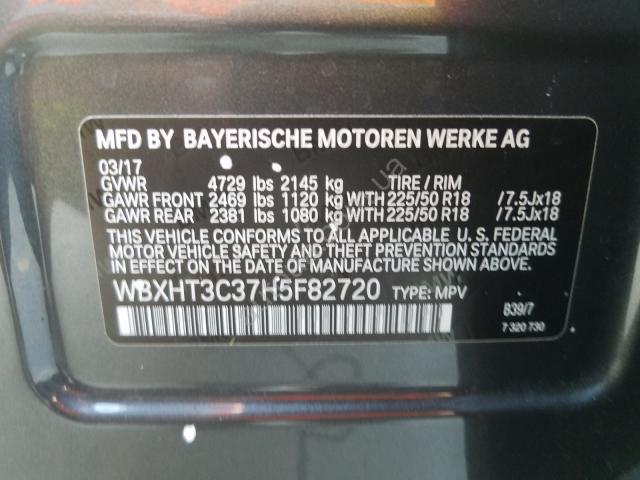 MFD BY BAYERISCHE MOTOREN WERKE AG
03/17
GVWR 4729 lbs 2145 kg TIRE / RIM
GAWR FRONT 2469 lbs 1120 kg WITH 225/50 R18 /7.5Jx18
GAWR REAR 2381 lbs 1080 kg WITH 225/50 R18 /7.5Jx18
THIS VEHICLE CONFORMS TO ALL APPLICABLE U. S. FEDERAL
MOTOR VEHICLE SAFETY AND THEFT PREVENTION STANDARDS
IN EFFECT ON THE DATE OF MANUFACTURE SHOWN ABOVE.
WBXHT3C37H5F82720 TYPE: MPV
B39/7
7 320 730